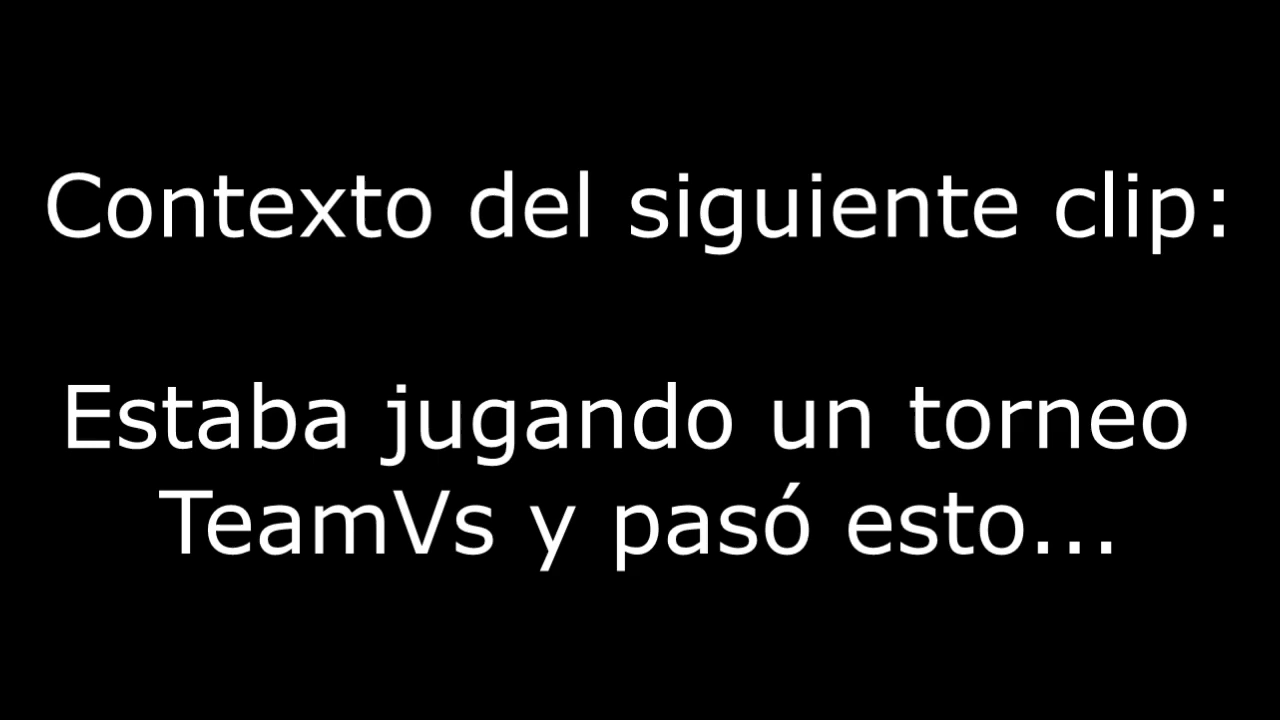 Contexto del siguiente clip:
Estaba jugando un torneo
TeamVs y pasó esto...